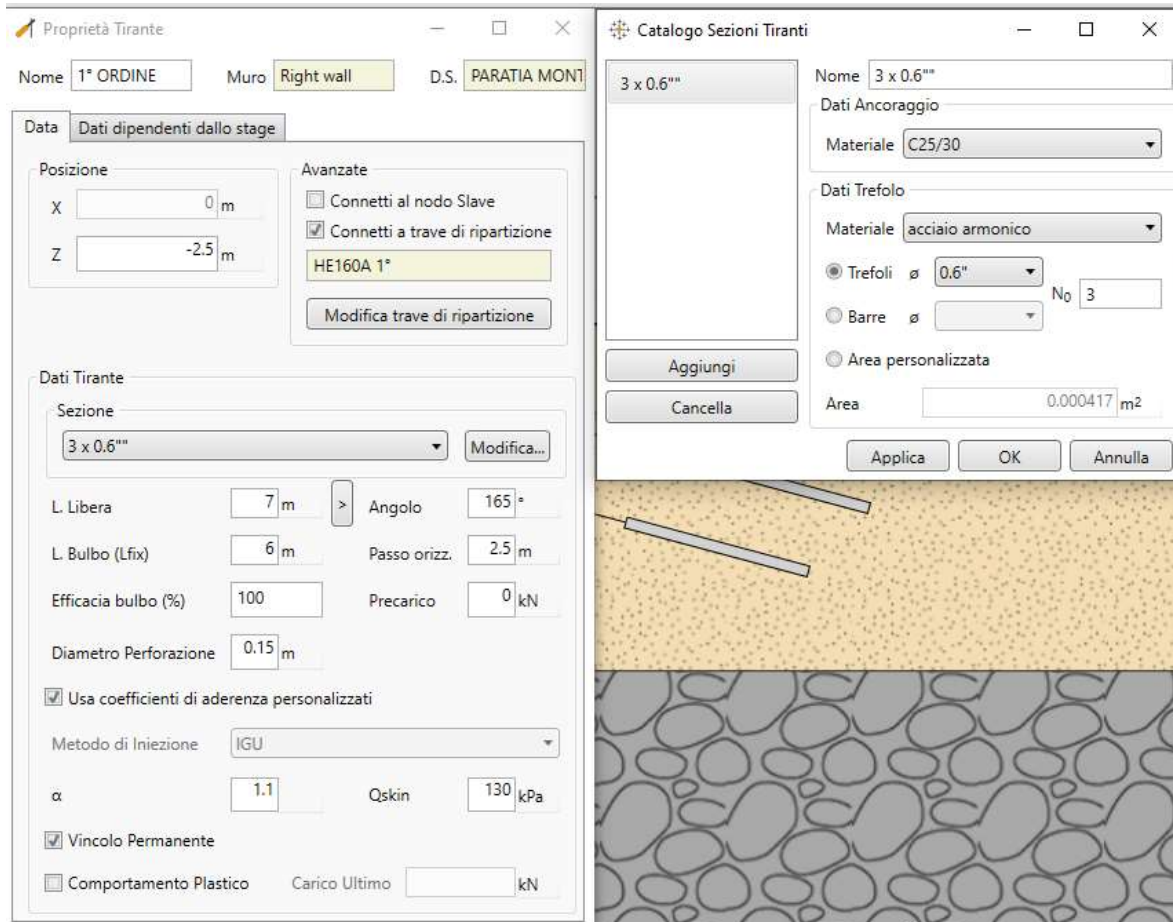 Proprietà Tirante
Nome 1° ORDINE Muro Right wall D.S. PARATIA MONT
Data Dati dipendenti dallo stage
Posizione
X 0 m
Z -2.5 m
Avanzate
Connetti al nodo Slave
Connetti a trave di ripartizione
HE160A 1°
Modifica trave di ripartizione
Dati Tirante
Sezione
3 x 0.6"" Modifica...
L. Libera 7 m > Angolo 165 °
L. Bulbo (Lfix) 6 m Passo orizz. 2.5 m
Efficacia bulbo (%) 100 Precarico 0 kN
Diametro Perforazione 0.15 m
Usa coefficienti di aderenza personalizzati
Metodo di Iniezione IGU
α 1.1 Qskin 130 kPa
Vincolo Permanente
Comportamento Plastico Carico Ultimo kN
Catalogo Sezioni Tiranti
3 x 0.6""
Aggiungi
Cancella
Nome 3 x 0.6""
Dati Ancoraggio
Materiale C25/30
Dati Trefolo
Materiale acciaio armonico
Trefoli ø 0.6"
N0 3
Barre ø
Area personalizzata
Area 0.000417 m2
Applica OK Annulla